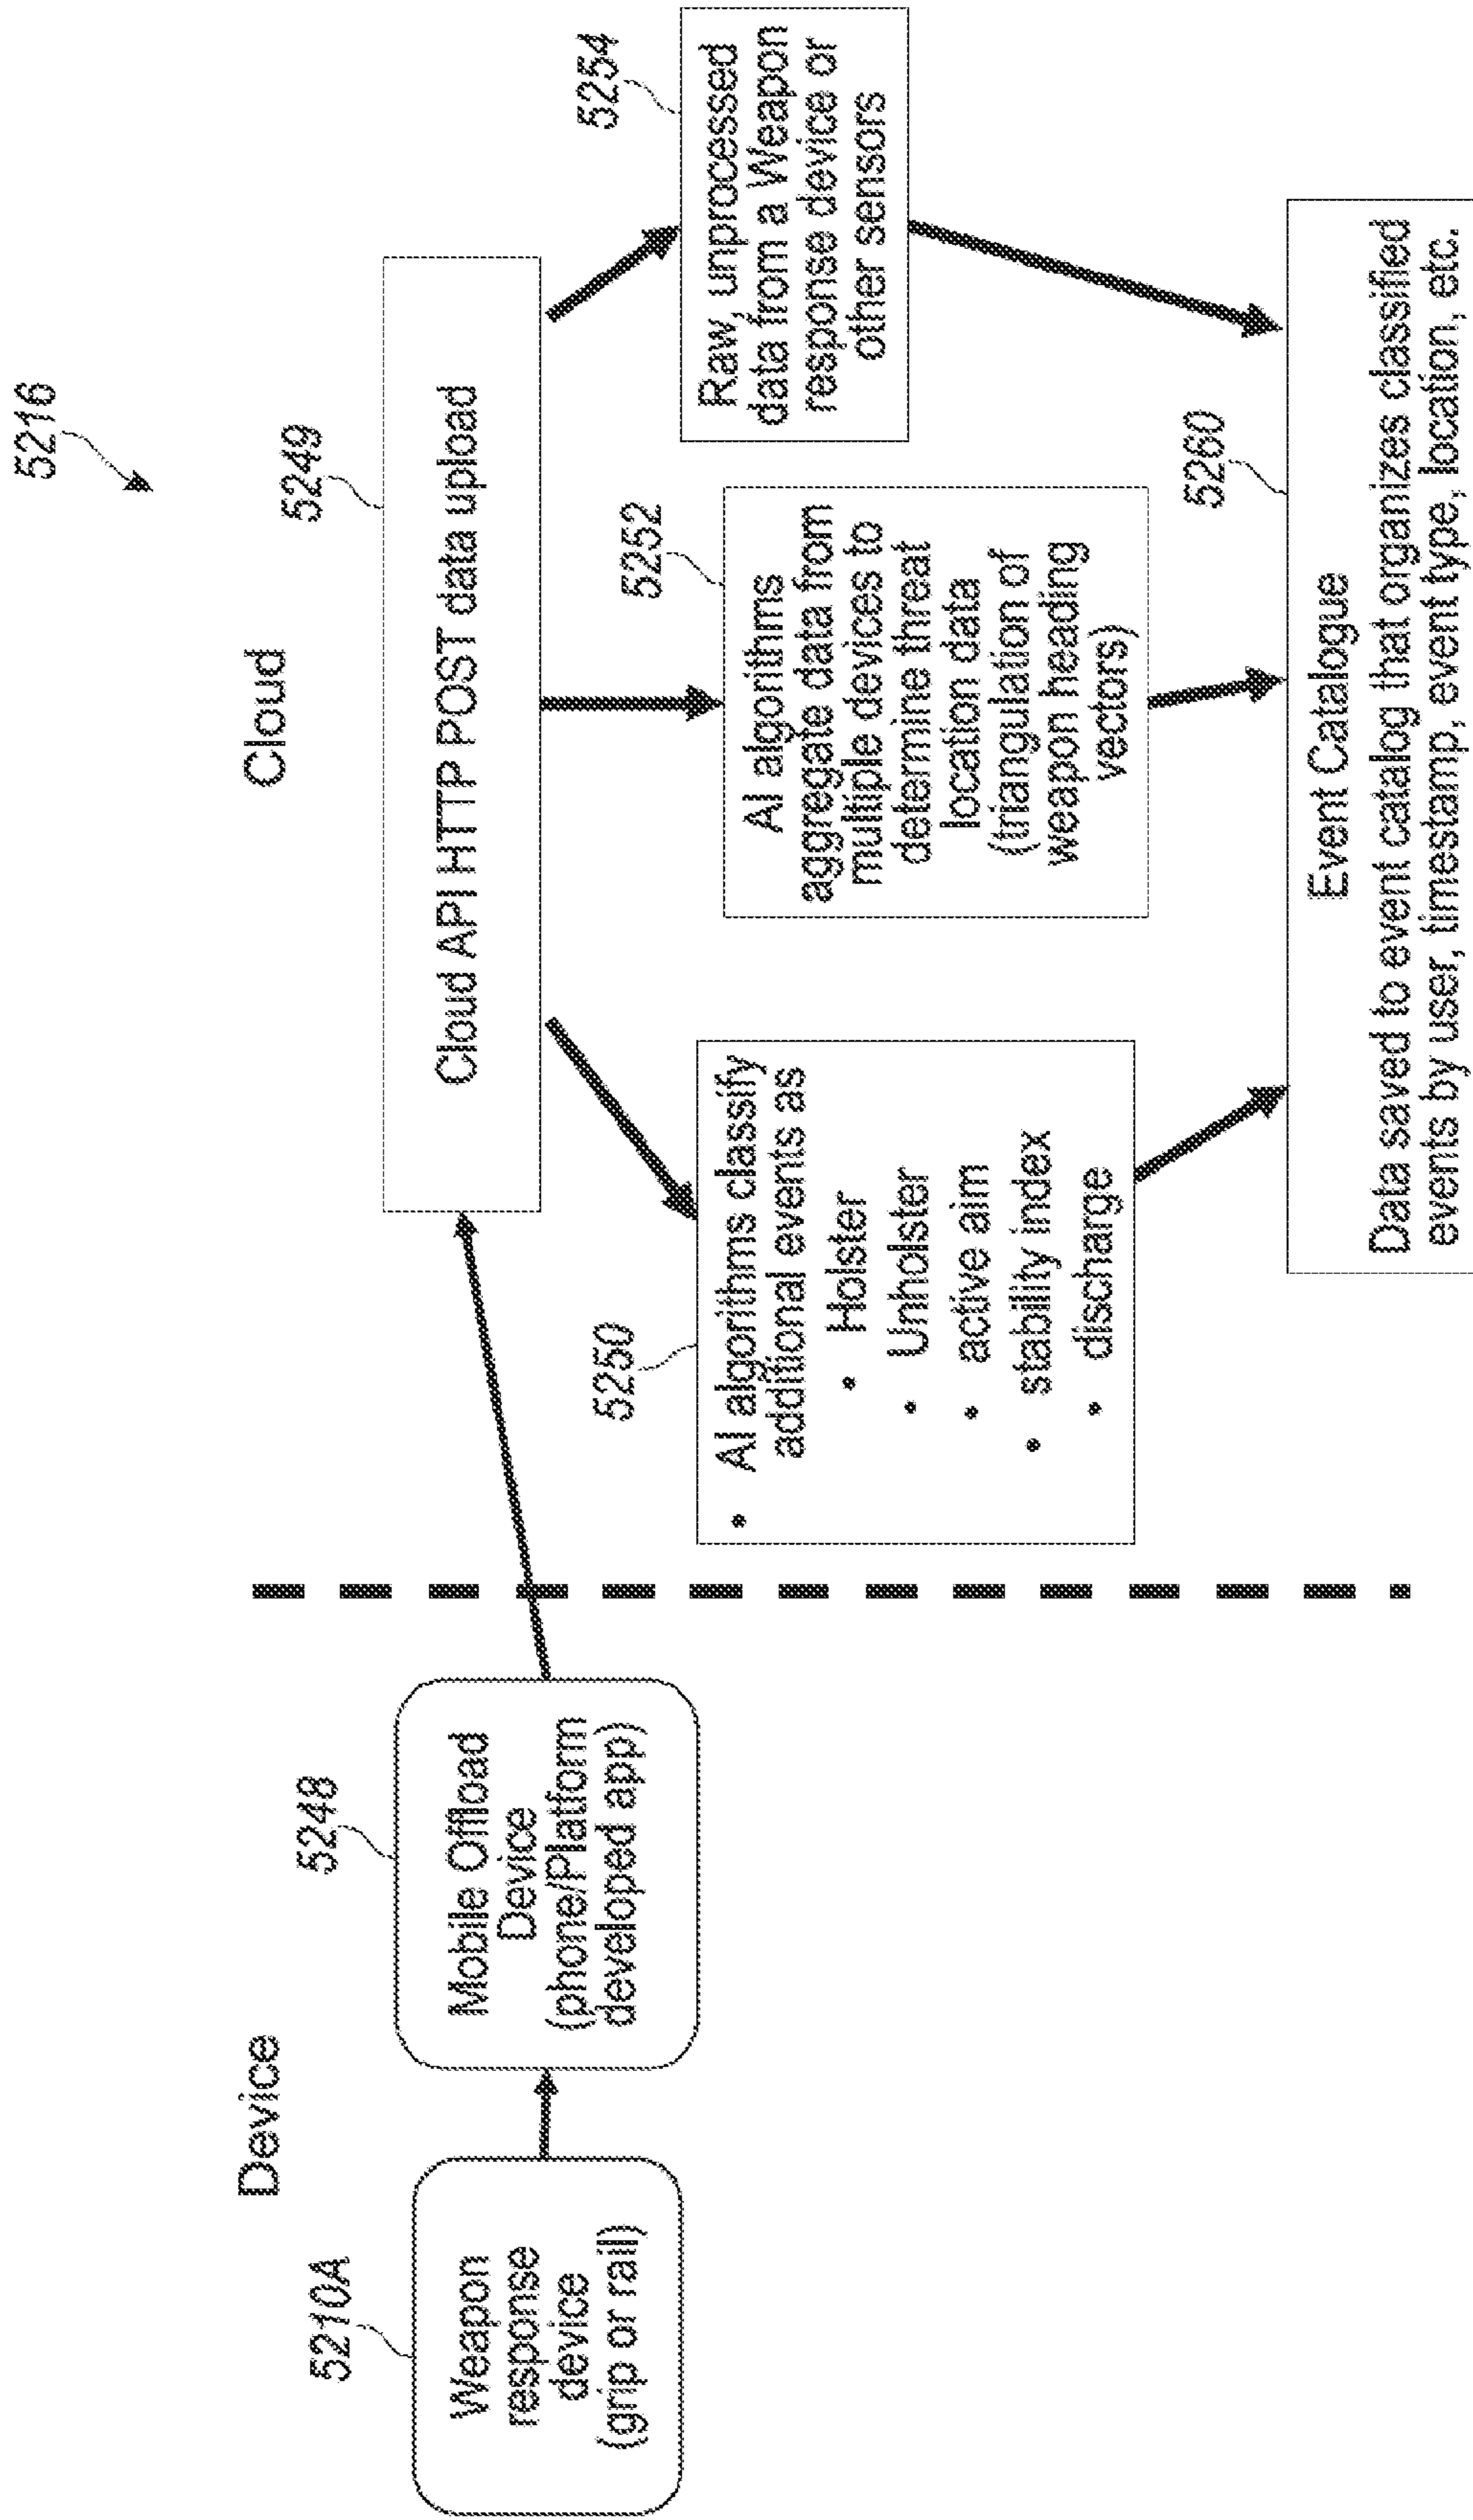 5216
Device
Cloud
5210A
Weapon
response
device
(grip or rail)
5248
Mobile Offload
Device
(phone/Platform
developed app)
5249
Cloud API HTTP POST data upload
5250
• AI algorithms classify
additional events as
• Holster
• Unholster
• active aim
• stability index
• discharge
5252
AI algorithms
aggregate data from
multiple devices to
determine threat
location data
(triangulation of
weapon heading
vectors)
5254
Raw, unprocessed
data from a Weapon
response device or
other sensors
5260
Event Catalogue
Data saved to event catalog that organizes classified
events by user, timestamp, event type, location, etc.